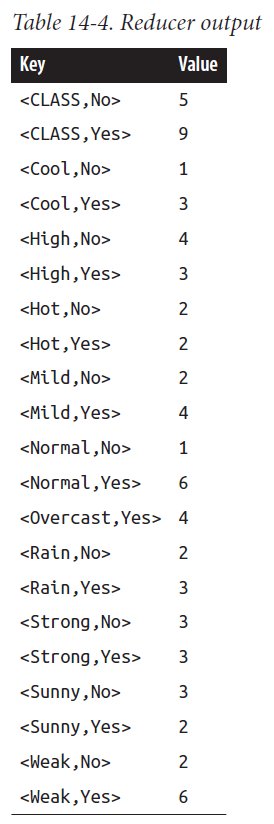 Table 14-4. Reducer output
Key Value
<CLASS,No> 5
<CLASS,Yes> 9
<Cool,No> 1
<Cool,Yes> 3
<High,No> 4
<High,Yes> 3
<Hot,No> 2
<Hot,Yes> 2
<Mild,No> 2
<Mild,Yes> 4
<Normal,No> 1
<Normal,Yes> 6
<Overcast,Yes> 4
<Rain,No> 2
<Rain,Yes> 3
<Strong,No> 3
<Strong,Yes> 3
<Sunny,No> 3
<Sunny,Yes> 2
<Weak,No> 2
<Weak,Yes> 6